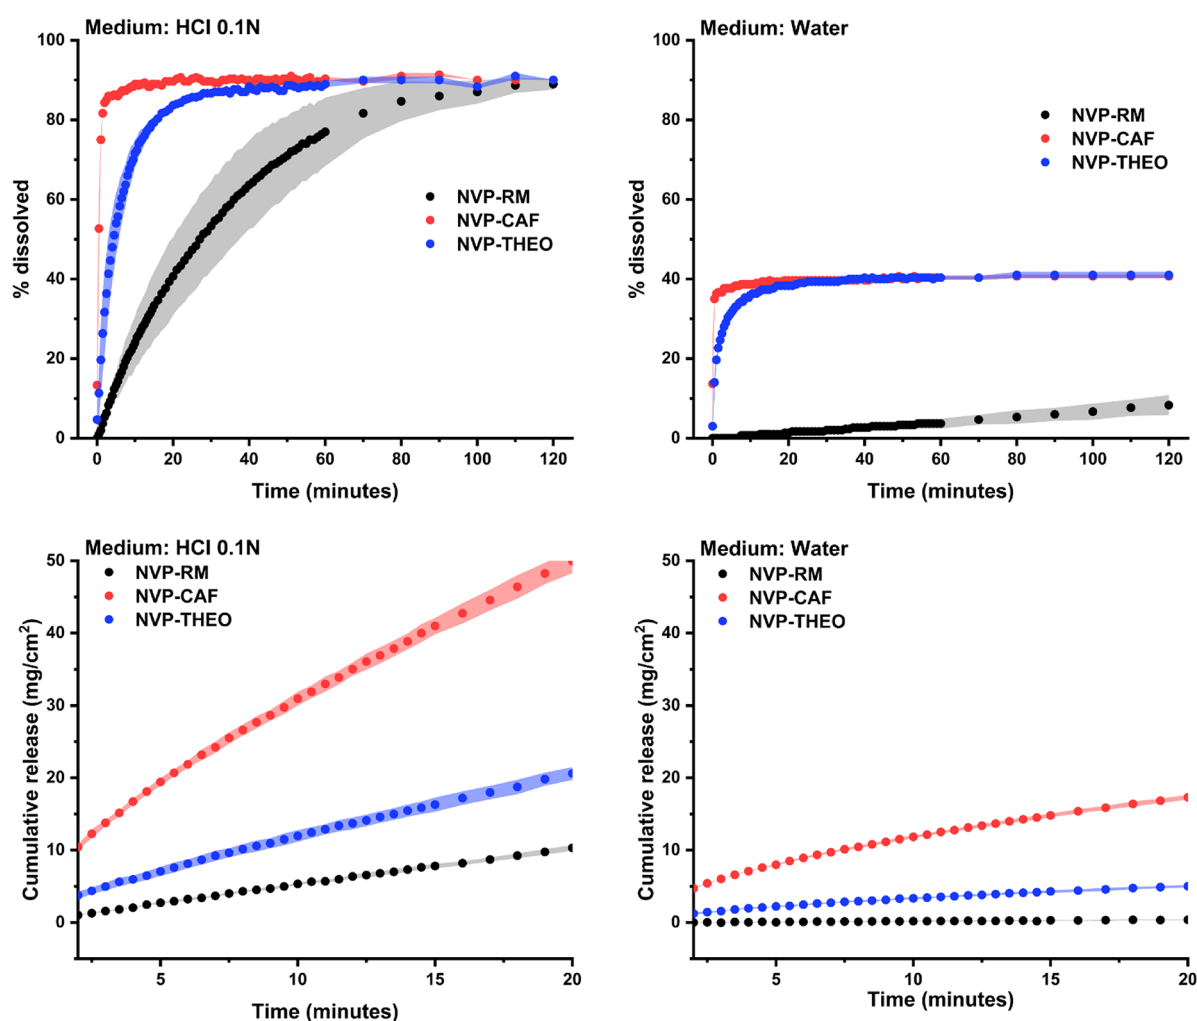 Medium: HCl 0.1N
100
80
60
40
20
0
% dissolved
NVP-RM
NVP-CAF
NVP-THEO
0 20 40 60 80 100 120
Time (minutes)
Medium: Water
100
80
60
40
20
0
% dissolved
NVP-RM
NVP-CAF
NVP-THEO
0 20 40 60 80 100 120
Time (minutes)
Medium: HCl 0.1N
50
40
30
20
10
0
Cumulative release (mg/cm²)
NVP-RM
NVP-CAF
NVP-THEO
5 10 15 20
Time (minutes)
Medium: Water
50
40
30
20
10
0
Cumulative release (mg/cm²)
NVP-RM
NVP-CAF
NVP-THEO
5 10 15 20
Time (minutes)